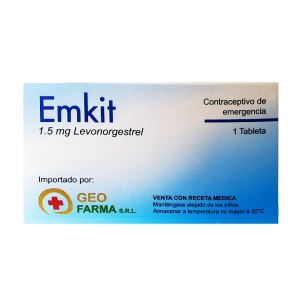 Emkit
1.5 mg Levonorgestrel
Contraceptivo de
emergencia
1 Tableta
Importado por:
GEO
FARMA S.R.L.
VENTA CON RECETA MEDICA
Manténgase alejado de los niños.
Almacenar a temperatura no mayor a 30°C